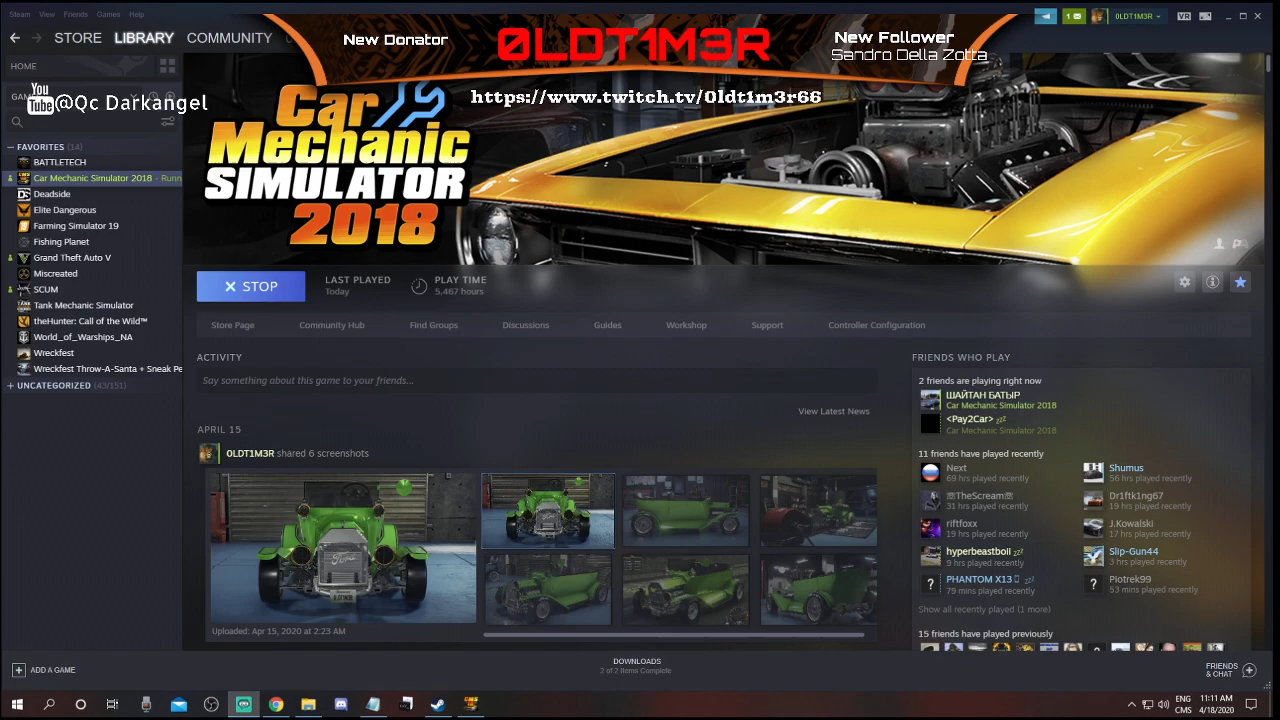 Steam View Friends Games Help
1
0LDT1M3R
VR
STORE LIBRARY COMMUNITY
New Donator
0LDT1M3R
New Follower
Sandro Della Zotta
HOME
https://www.twitch.tv/0ldt1m3r66
You Tube @Qc Darkangel
Car Mechanic SIMULATOR 2018
FAVORITES (14)
BATTLETECH
Car Mechanic Simulator 2018 - Runn
Deadside
Elite Dangerous
Farming Simulator 19
Fishing Planet
Grand Theft Auto V
Miscreated
SCUM
Tank Mechanic Simulator
theHunter: Call of the Wild™
World_of_Warships_NA
Wreckfest
Wreckfest Throw-A-Santa + Sneak Pe
UNCATEGORIZED (43/151)
STOP
LAST PLAYED
Today
PLAY TIME
5,467 hours
Store Page Community Hub Find Groups Discussions Guides Workshop Support Controller Configuration
ACTIVITY
Say something about this game to your friends...
View Latest News
APRIL 15
0LDT1M3R shared 6 screenshots
Ford
Uploaded: Apr 15, 2020 at 2:23 AM
FRIENDS WHO PLAY
2 friends are playing right now
ШАЙТАН БАТЫР
Car Mechanic Simulator 2018
<Pay2Car> zzz
Car Mechanic Simulator 2018
11 friends have played recently
Next
69 hrs played recently
Shumus
56 hrs played recently
☏TheScream☏
31 hrs played recently
Dr1ftk1ng67
19 hrs played recently
riftfoxx
19 hrs played recently
J.Kowalski
11 hrs played recently
hyperbeastboii zzz
9 hrs played recently
Slip-Gun44
3 hrs played recently
PHANTOM X13 zzz
79 mins played recently
Piotrek99
53 mins played recently
Show all recently played (1 more)
15 friends have played previously
ADD A GAME
DOWNLOADS
2 of 2 Items Complete
FRIENDS
& CHAT
ENG
CMS
11:11 AM
4/18/2020